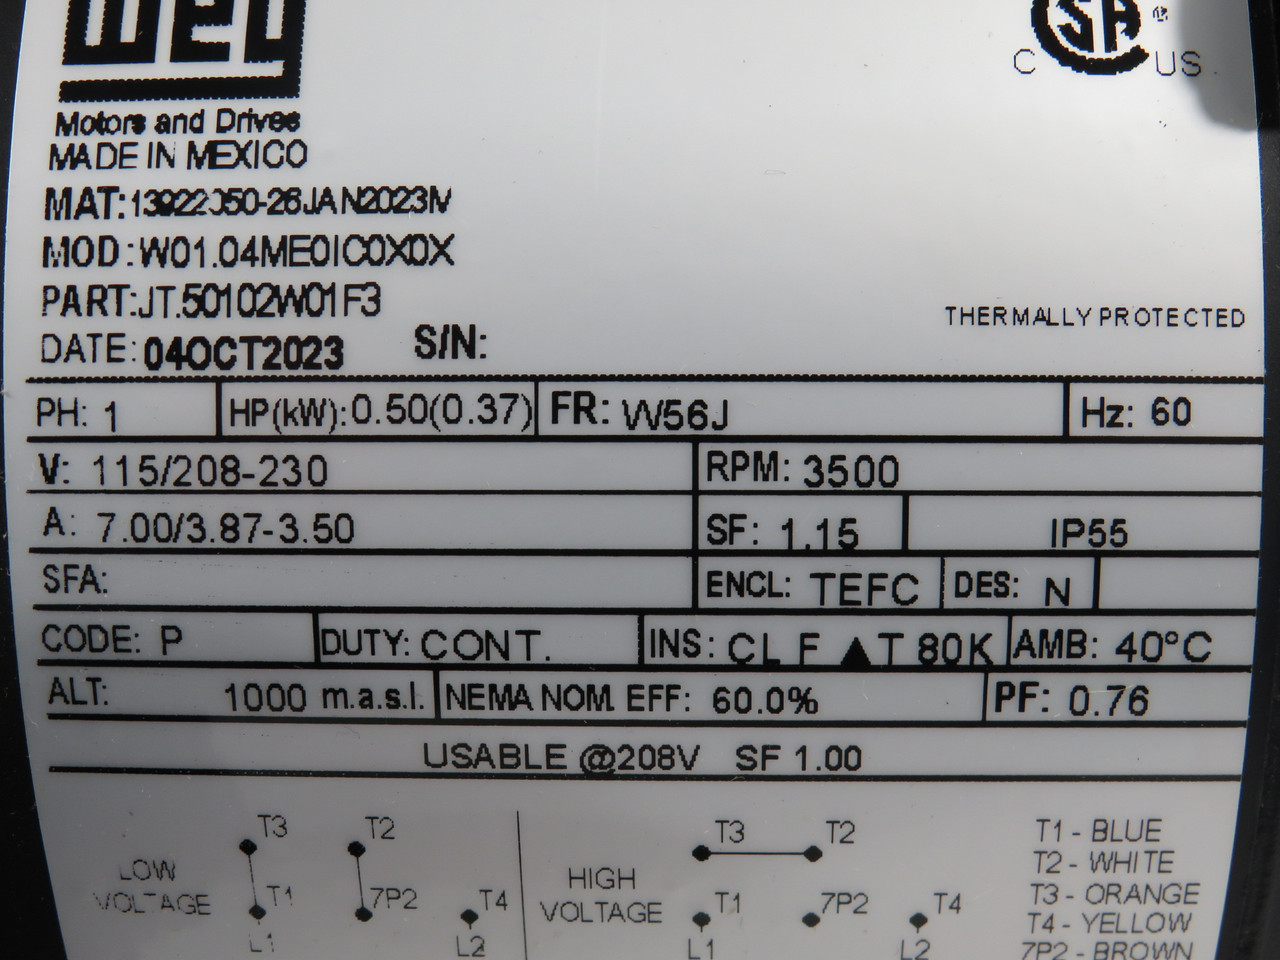 weg
C SA ® US
Motors and Drives
MADE IN MEXICO
MAT:13922350-26JAN2023M
MOD: W01.04ME0IC0X0X
PART:JT.50102W01F3
THERMALLY PROTECTED
DATE: 04OCT2023 S/N:
PH: 1 HP(kW): 0.50(0.37) FR: W56J Hz: 60
V: 115/208-230 RPM: 3500
A: 7.00/3.87-3.50 SF: 1.15 IP55
SFA: ENCL: TEFC DES: N
CODE: P DUTY: CONT. INS: CL F ▲T 80K AMB: 40°C
ALT: 1000 m.a.s.l. NEMA NOM. EFF: 60.0% PF: 0.76
USABLE @208V SF 1.00
LOW VOLTAGE
T3 T2
T1 7P2 T4
L1 L2
HIGH VOLTAGE
T3 T2
T1 7P2 T4
L1 L2
T1 - BLUE
T2 - WHITE
T3 - ORANGE
T4 - YELLOW
7P2 - BROWN